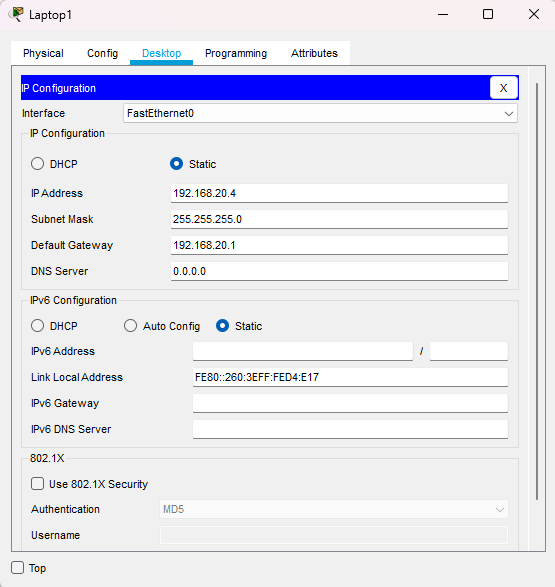 Laptop1
Physical Config Desktop Programming Attributes
IP Configuration X
Interface FastEthernet0
IP Configuration
DHCP Static
IP Address 192.168.20.4
Subnet Mask 255.255.255.0
Default Gateway 192.168.20.1
DNS Server 0.0.0.0
IPv6 Configuration
DHCP Auto Config Static
IPv6 Address /
Link Local Address FE80::260:3EFF:FED4:E17
IPv6 Gateway
IPv6 DNS Server
802.1X
Use 802.1X Security
Authentication MD5
Username
Top